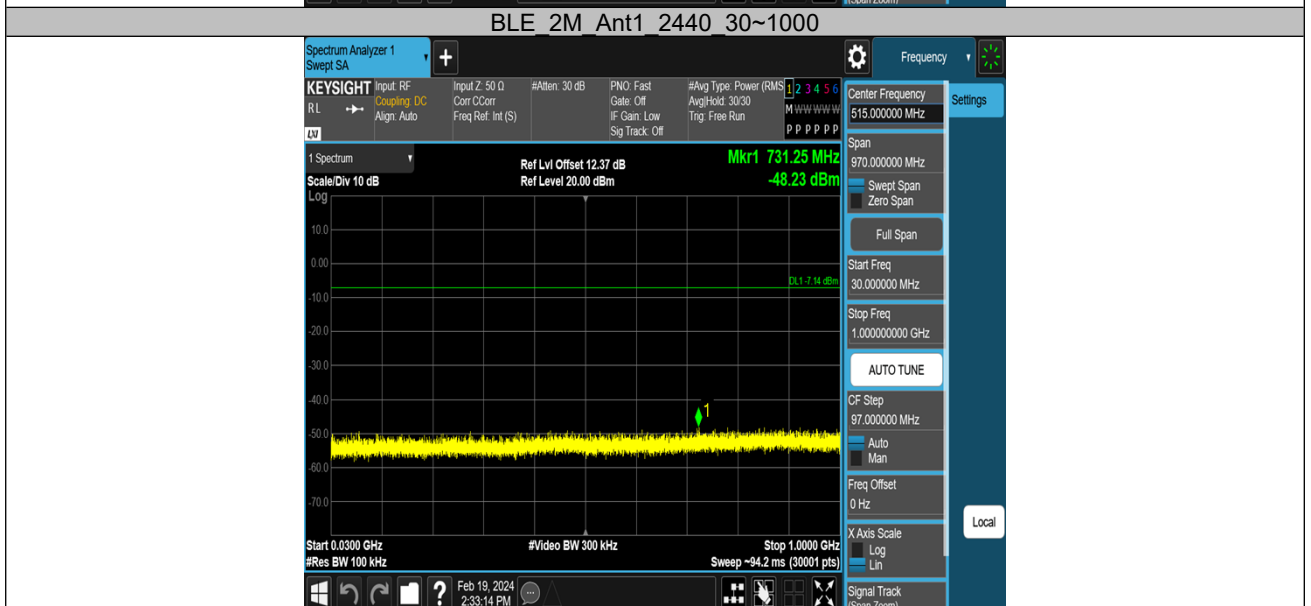 (Span Zoom)
BLE_2M_Ant1_2440_30~1000
Spectrum Analyzer 1
Swept SA
+
Frequency
KEYSIGHT
RL
LXI
Input: RF
Coupling: DC
Align: Auto
Input Z: 50 Ω
Corr CCorr
Freq Ref: Int (S)
#Atten: 30 dB
PNO: Fast
Gate: Off
IF Gain: Low
Sig Track: Off
#Avg Type: Power (RMS
Avg|Hold: 30/30
Trig: Free Run
1 2 3 4 5 6
M W W W W W
P P P P P P
1 Spectrum
Scale/Div 10 dB
Log
Ref Lvl Offset 12.37 dB
Ref Level 20.00 dBm
Mkr1 731.25 MHz
-48.23 dBm
10.0
0.00
DL1 -7.14 dBm
-10.0
-20.0
-30.0
-40.0
1
-50.0
-60.0
-70.0
Start 0.0300 GHz
#Res BW 100 kHz
#Video BW 300 kHz
Stop 1.0000 GHz
Sweep ~94.2 ms (30001 pts)
Center Frequency
515.000000 MHz
Settings
Span
970.000000 MHz
Swept Span
Zero Span
Full Span
Start Freq
30.000000 MHz
Stop Freq
1.000000000 GHz
AUTO TUNE
CF Step
97.000000 MHz
Auto
Man
Freq Offset
0 Hz
X Axis Scale
Log
Lin
Local
Signal Track
(Span Zoom)
?
Feb 19, 2024
2:33:14 PM